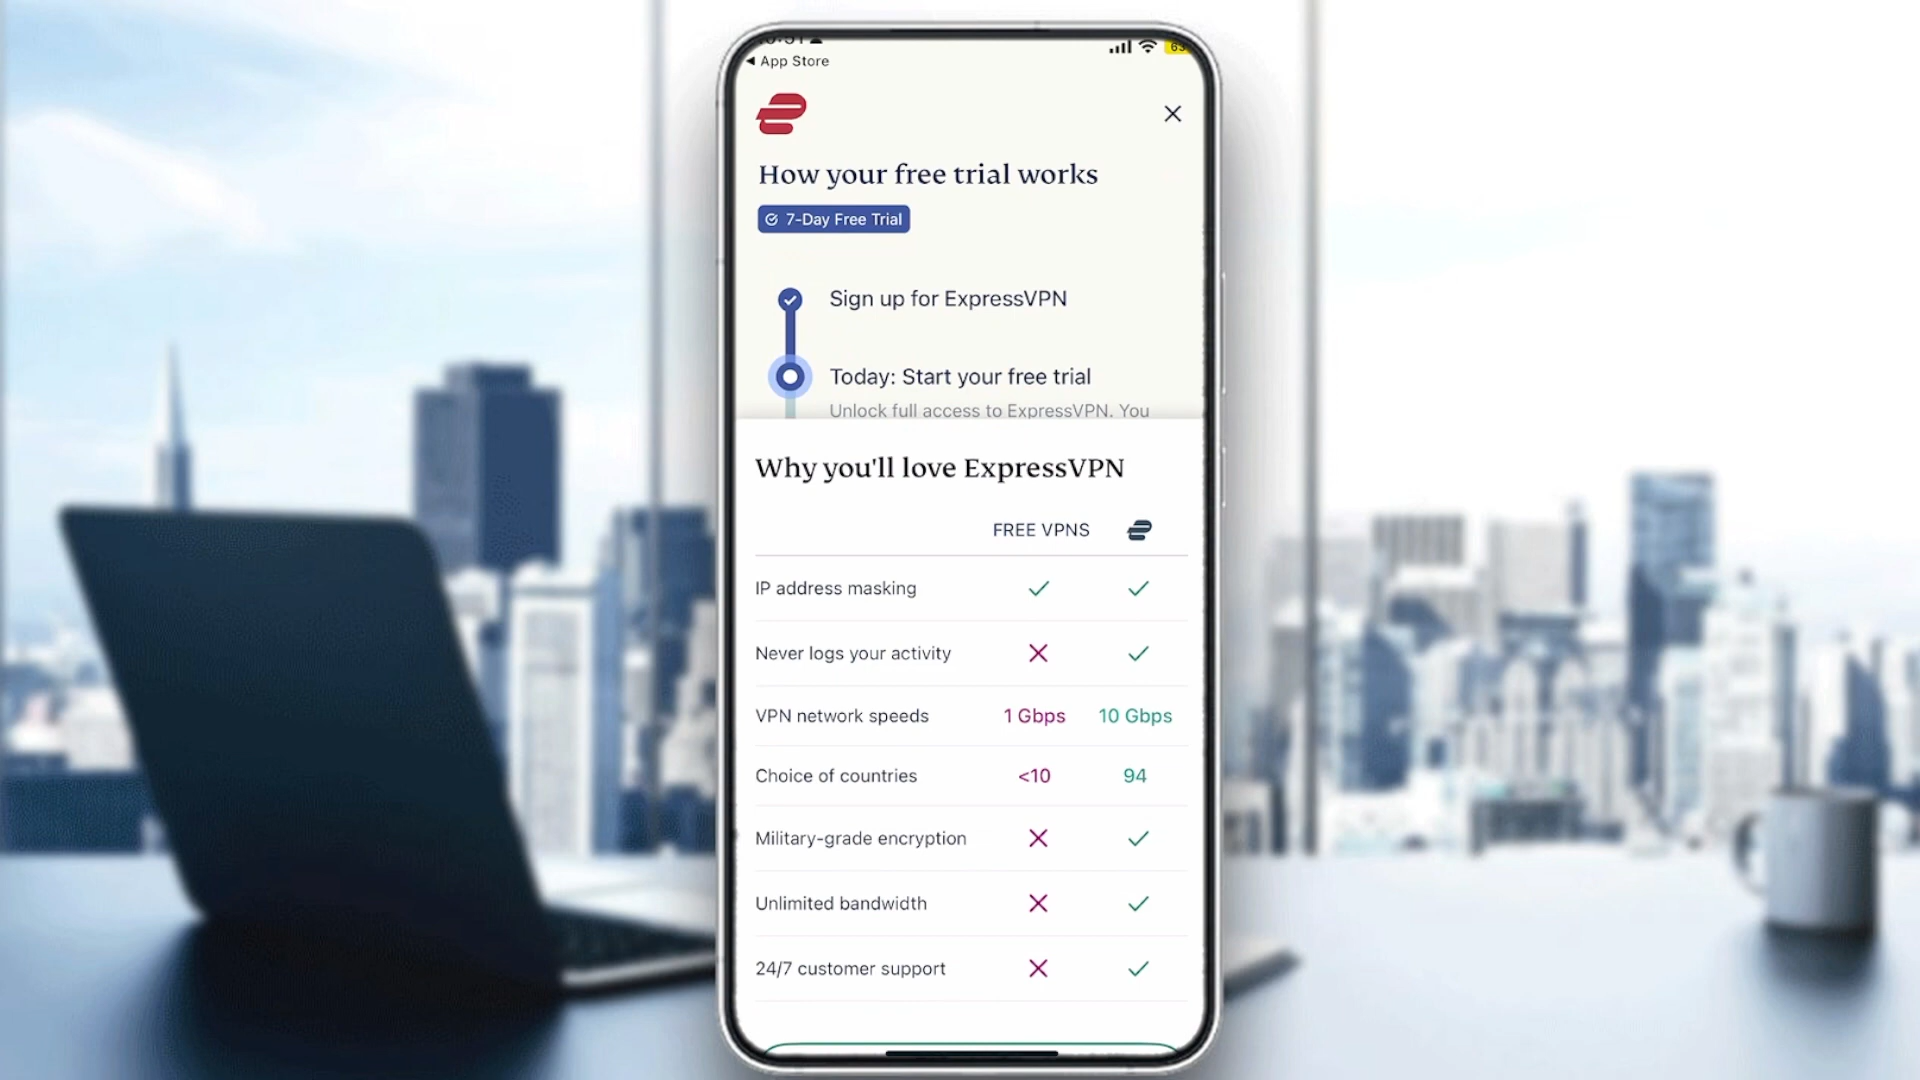 App Store
63
How your free trial works
7-Day Free Trial
Sign up for ExpressVPN
Today: Start your free trial
Unlock full access to ExpressVPN. You
Why you'll love ExpressVPN
FREE VPNS
IP address masking
Never logs your activity
VPN network speeds 1 Gbps 10 Gbps
Choice of countries <10 94
Military-grade encryption
Unlimited bandwidth
24/7 customer support